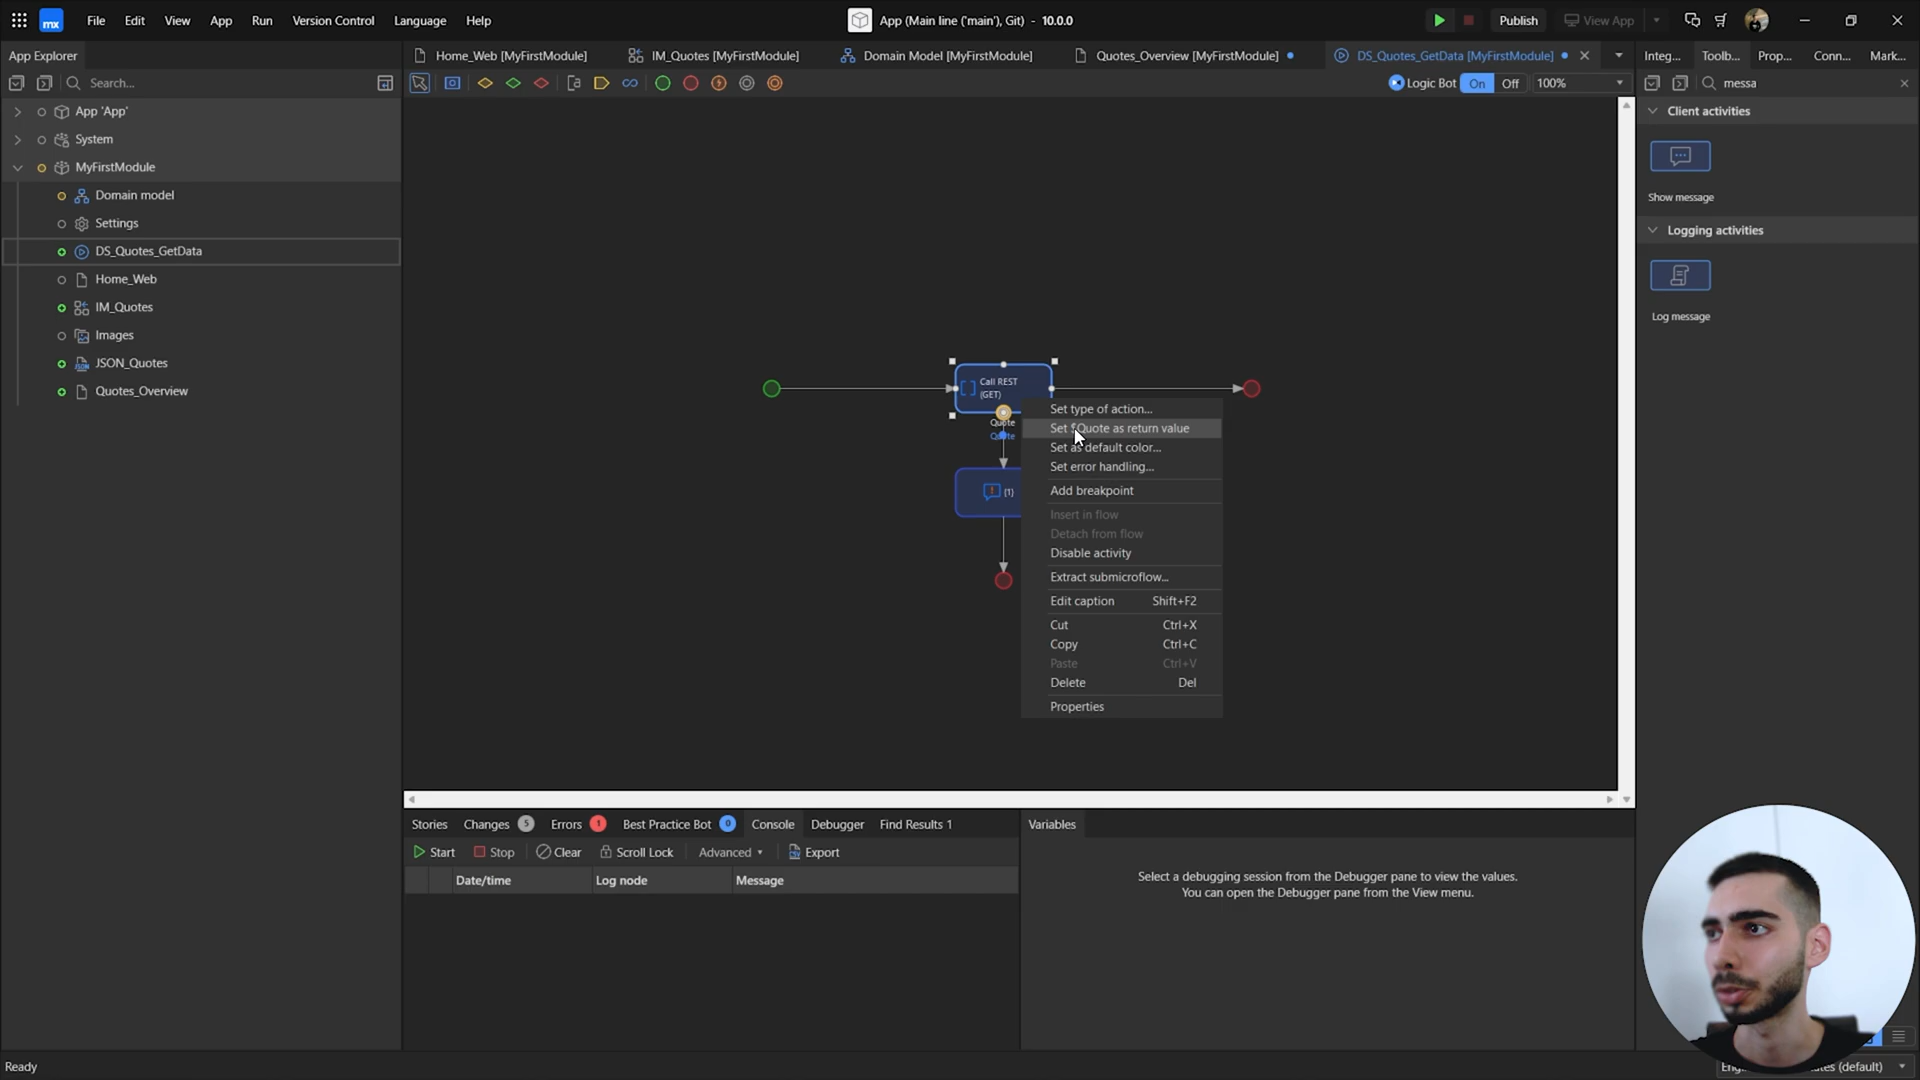 mx File Edit View App Run Version Control Language Help
App (Main line ('main'), Git) - 10.0.0
Publish View App
App Explorer
Home_Web [MyFirstModule] IM_Quotes [MyFirstModule] Domain Model [MyFirstModule] Quotes_Overview [MyFirstModule] DS_Quotes_GetData [MyFirstModule]
Integ... Toolb... Prop... Conn... Mark...
Search...
Logic Bot On Off 100%
messa
App 'App'
System
MyFirstModule
Domain model
Settings
DS_Quotes_GetData
Home_Web
IM_Quotes
Images
JSON_Quotes
Quotes_Overview
Call REST
(GET)
Quote
(1)
Set type of action...
Set $Quote as return value
Set as default color...
Set error handling...
Add breakpoint
Insert in flow
Detach from flow
Disable activity
Extract submicroflow...
Edit caption Shift+F2
Cut Ctrl+X
Copy Ctrl+C
Paste Ctrl+V
Delete Del
Properties
Client activities
Show message
Logging activities
Log message
Stories Changes 5 Errors 1 Best Practice Bot 0 Console Debugger Find Results 1
Variables
Start Stop Clear Scroll Lock Advanced Export
Date/time Log node Message
Select a debugging session from the Debugger pane to view the values.
You can open the Debugger pane from the View menu.
Ready
(default)